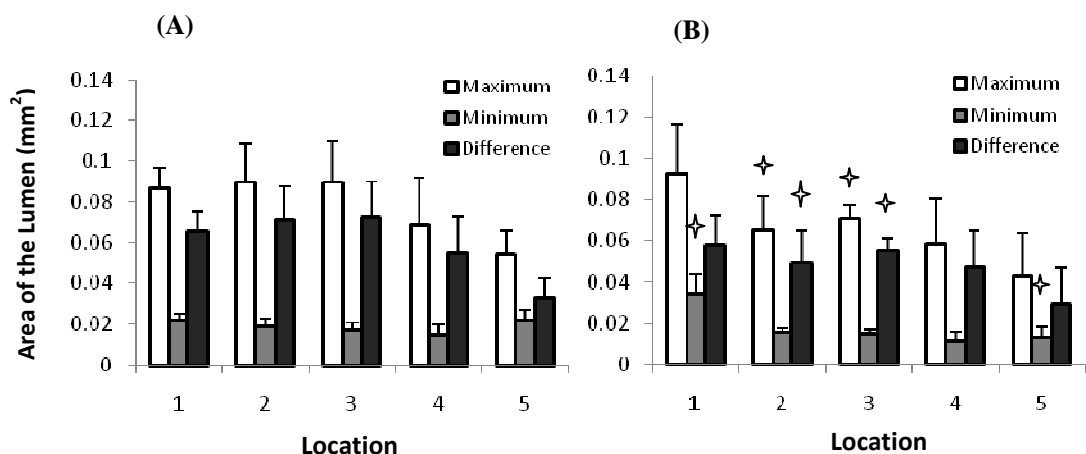 (A)
Area of the Lumen (mm²)
0.14
0.12
0.1
0.08
0.06
0.04
0.02
0
Maximum
Minimum
Difference
1 2 3 4 5
Location
(B)
0.14
0.12
0.1
0.08
0.06
0.04
0.02
0
Maximum
Minimum
Difference
1 2 3 4 5
Location